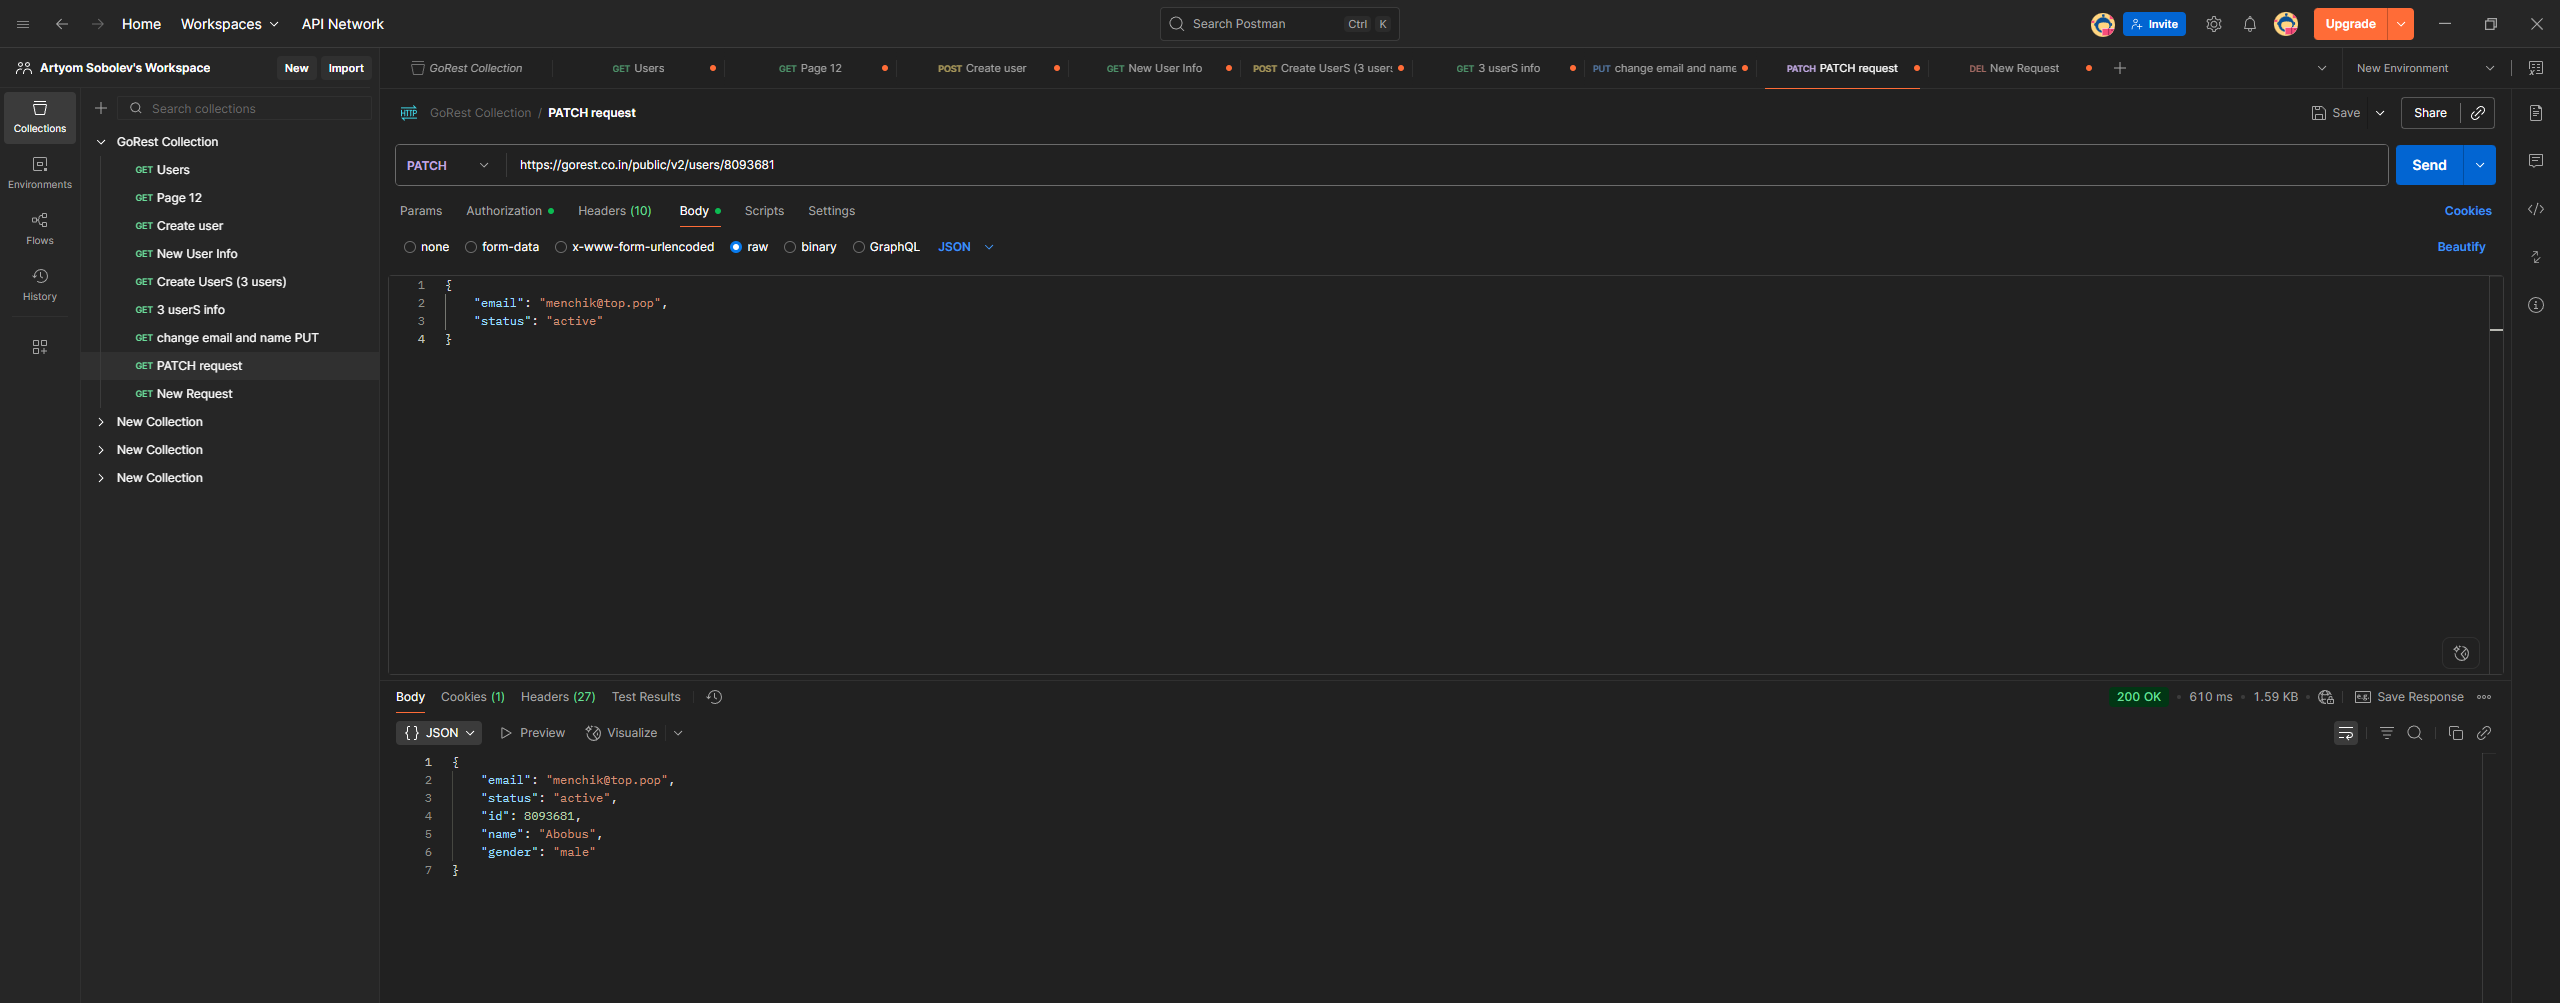 Home Workspaces API Network Search Postman Ctrl K Invite Upgrade
Artyom Sobolev's Workspace New Import
GoRest Collection GET Users GET Page 12 POST Create user GET New User Info POST Create UserS (3 users GET 3 userS info PUT change email and name PATCH PATCH request DEL New Request New Environment
Collections
Environments
Flows
History
Search collections
GoRest Collection
GET Users
GET Page 12
GET Create user
GET New User Info
GET Create UserS (3 users)
GET 3 userS info
GET change email and name PUT
GET PATCH request
GET New Request
New Collection
New Collection
New Collection
HTTP GoRest Collection / PATCH request Save Share
PATCH https://gorest.co.in/public/v2/users/8093681 Send
Params Authorization Headers (10) Body Scripts Settings Cookies
none form-data x-www-form-urlencoded raw binary GraphQL JSON Beautify
1 {
2 "email": "menchik@top.pop",
3 "status": "active"
4 }
Body Cookies (1) Headers (27) Test Results 200 OK 610 ms 1.59 KB e.g. Save Response
{} JSON Preview Visualize
1 {
2 "email": "menchik@top.pop",
3 "status": "active",
4 "id": 8093681,
5 "name": "Abobus",
6 "gender": "male"
7 }